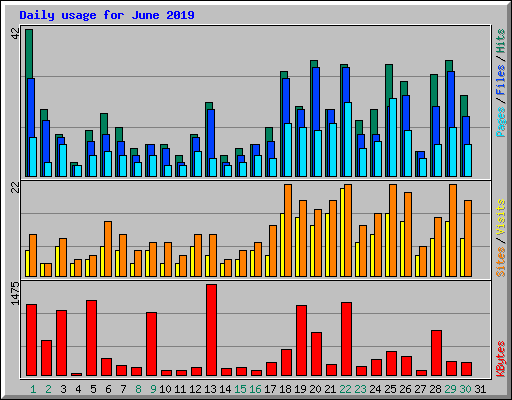 Daily usage for June 2019
42
Pages / Files / Hits
22
Sites / Visits
1475
KBytes
1 2 3 4 5 6 7 8 9 10 11 12 13 14 15 16 17 18 19 20 21 22 23 24 25 26 27 28 29 30 31